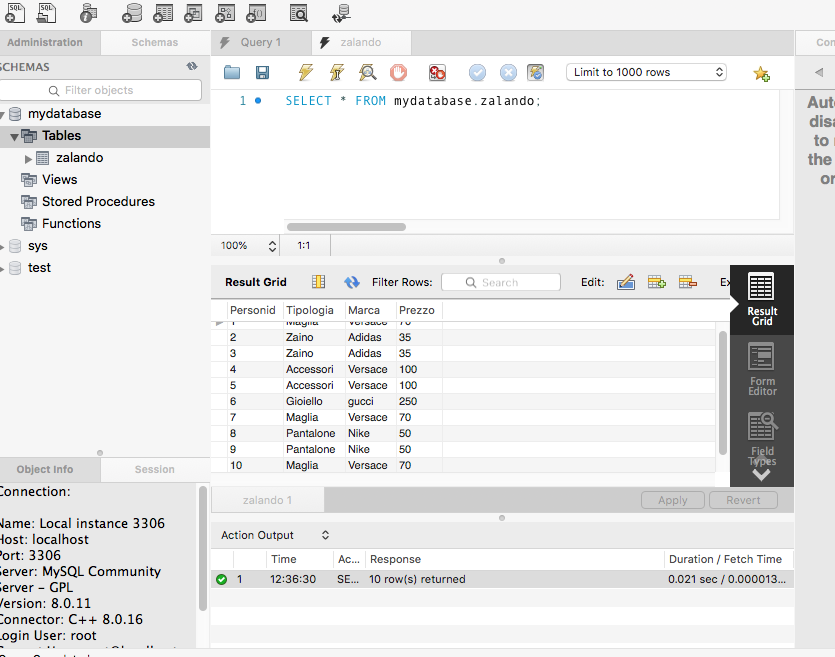 Administration
Schemas
Query 1
zalando
Con
SCHEMAS
Filter objects
Limit to 1000 rows
mydatabase
Tables
zalando
Views
Stored Procedures
Functions
sys
test
1 SELECT * FROM mydatabase.zalando;
Aut
disa
to
the
or
100%
1:1
Result Grid
Filter Rows:
Search
Edit:
Ex
Personid Tipologia Marca Prezzo
1 Maglia Versace 70
2 Zaino Adidas 35
3 Zaino Adidas 35
4 Accessori Versace 100
5 Accessori Versace 100
6 Gioiello gucci 250
7 Maglia Versace 70
8 Pantalone Nike 50
9 Pantalone Nike 50
10 Maglia Versace 70
Result
Grid
Form
Editor
Field
Types
Object Info
Session
zalando 1
Apply
Revert
Connection:
Name: Local instance 3306
Host: localhost
Port: 3306
Server: MySQL Community
Server – GPL
Version: 8.0.11
Connector: C++ 8.0.16
Login User: root
Action Output
Time Ac... Response Duration / Fetch Time
1 12:36:30 SE... 10 row(s) returned 0.021 sec / 0.000013...